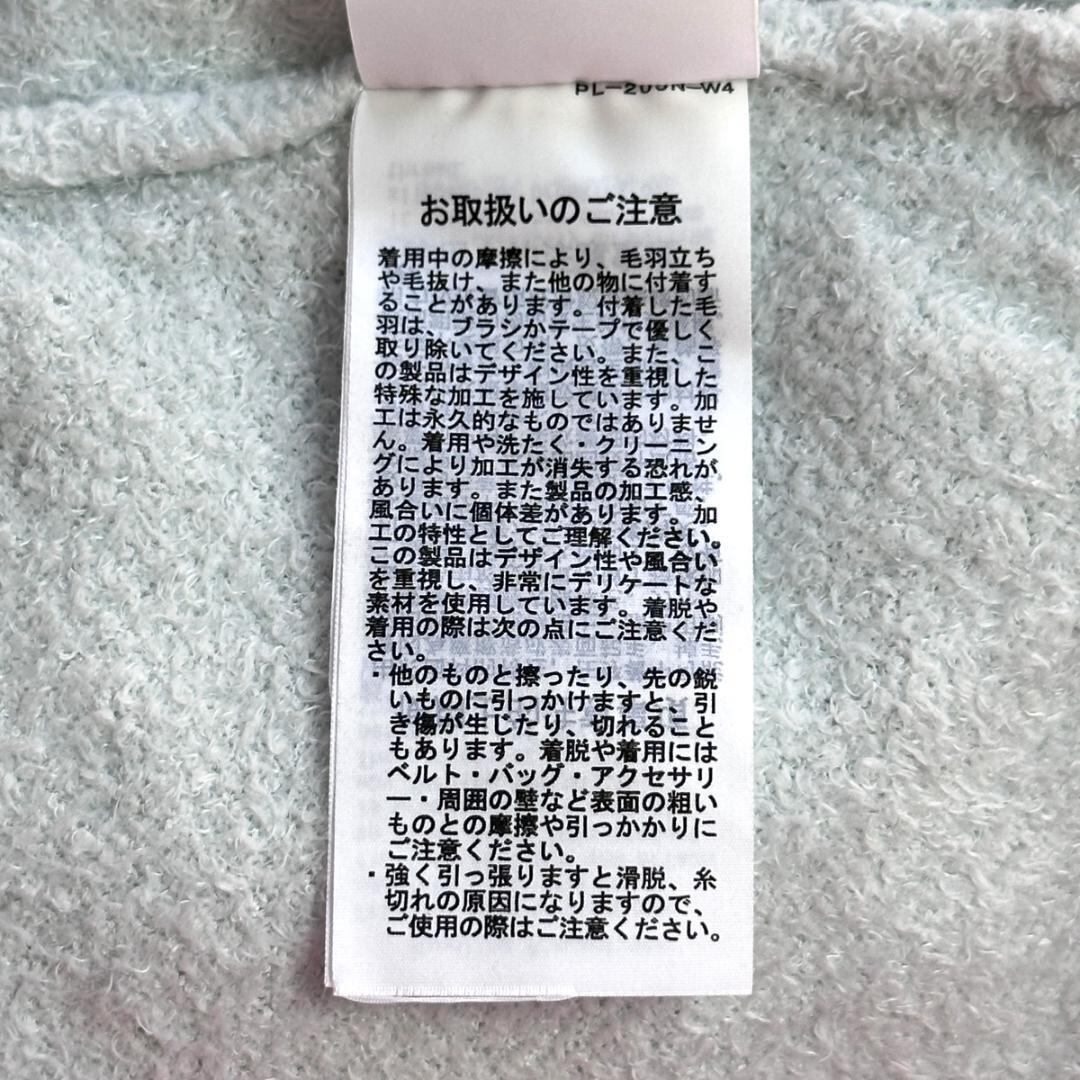 お取扱いのご注意
着用中の摩擦により、毛羽立ち
や毛抜け、また他の物に付着す
ることがあります。付着した毛
羽は、ブラシかテープで優しく
取り除いてください。また、こ
の製品はデザイン性を重視した
特殊な加工を施しています。加
工は永久的なものではありませ
ん。着用や洗たく・クリーニン
グにより加工が消失する恐れが
あります。また製品の加工感、
風合いに個体差があります。加
工の特性としてご理解ください。
この製品はデザイン性や風合い
を重視し、非常にデリケートな
素材を使用しています。着脱や
着用の際は次の点にご注意くだ
さい。
・他のものと擦ったり、先の鋭
いものに引っかけますと、引
き傷が生じたり、切れること
もあります。着脱や着用には
ベルト・バッグ・アクセサリ
ー・周囲の壁など表面の粗い
ものとの摩擦や引っかかりに
ご注意ください。
・強く引っ張りますと滑脱、糸
切れの原因になりますので、
ご使用の際はご注意ください。